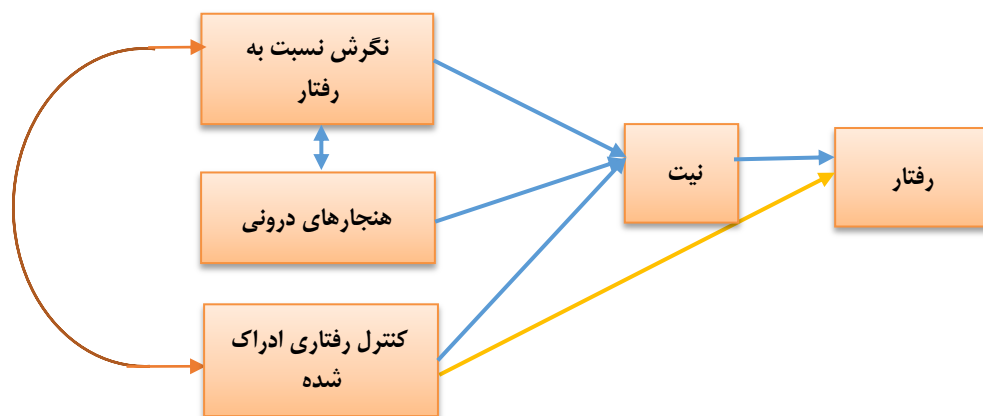 نگرش نسبت به
رفتار
هنجارهای درونی
کنترل رفتاری ادراک
شده
نیت
رفتار